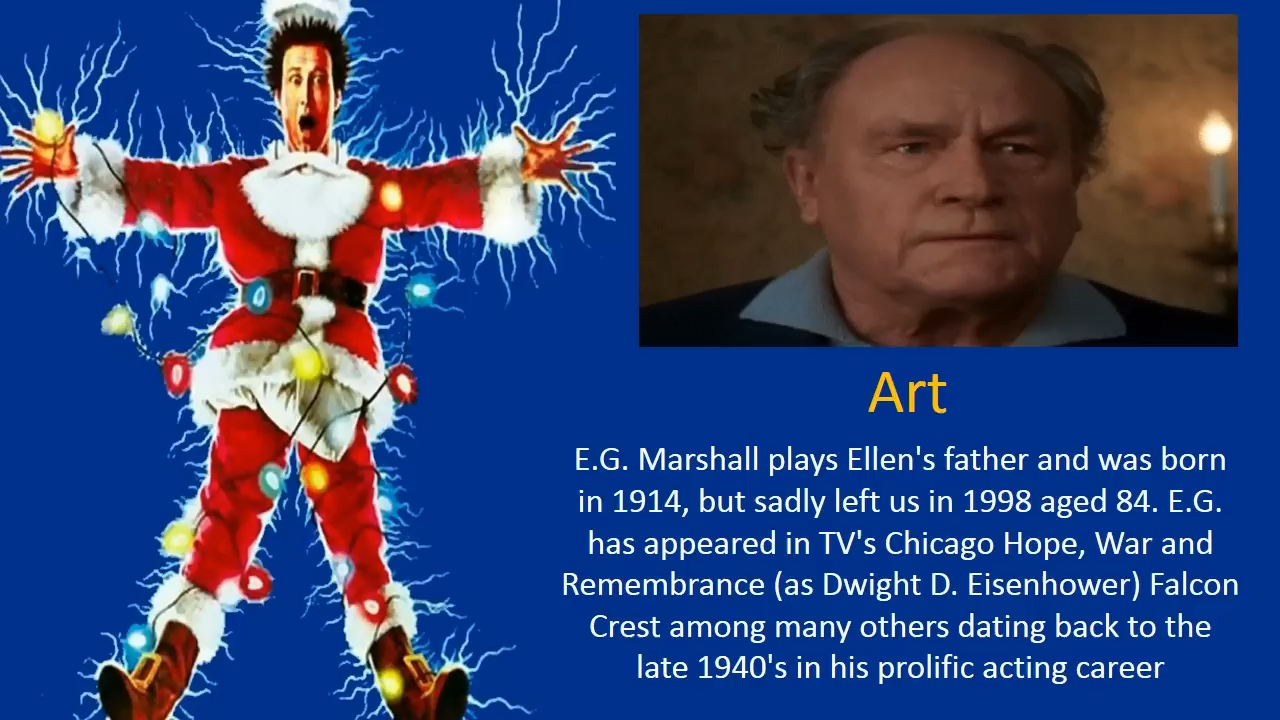 Art
E.G. Marshall plays Ellen's father and was born
in 1914, but sadly left us in 1998 aged 84. E.G.
has appeared in TV's Chicago Hope, War and
Remembrance (as Dwight D. Eisenhower) Falcon
Crest among many others dating back to the
late 1940's in his prolific acting career